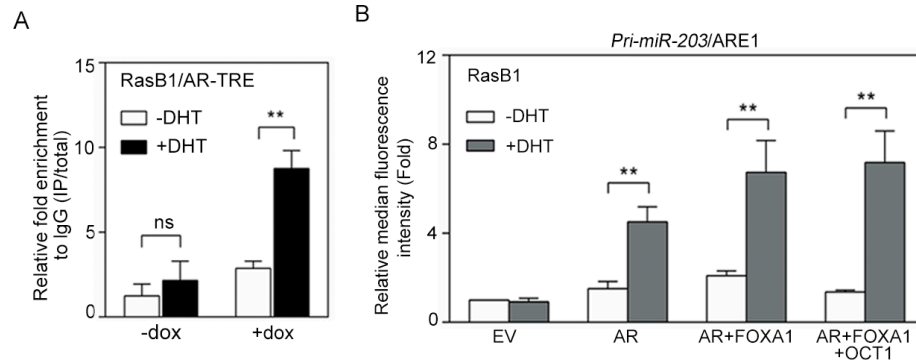 A
Relative fold enrichment
to IgG (IP/total)
15
10
5
0
RasB1/AR-TRE
-DHT
+DHT
**
ns
-dox
+dox
B
Pri-miR-203/ARE1
Relative median fluorescence
intensity (Fold)
12
8
4
0
RasB1
-DHT
+DHT
**
**
**
EV
AR
AR+FOXA1
AR+FOXA1
+OCT1